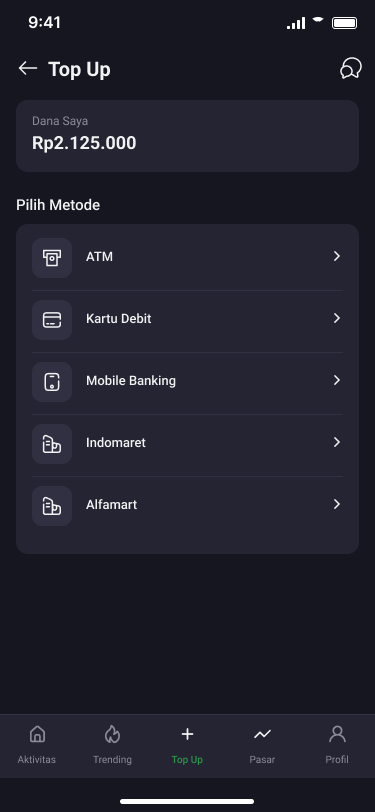 9:41
Top Up
Dana Saya
Rp2.125.000
Pilih Metode
ATM
Kartu Debit
Mobile Banking
Indomaret
Alfamart
Aktivitas
Trending
Top Up
Pasar
Profil